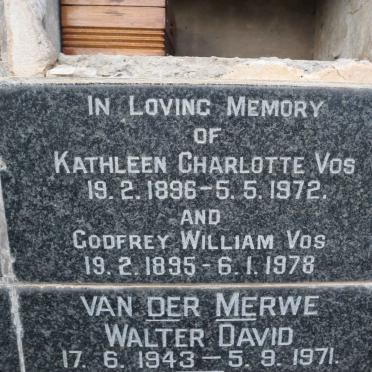 IN LOVING MEMORY
OF
KATHLEEN CHARLOTTE VOS
19.2.1896-5.5.1972.
AND
GODFREY WILLIAM VOS
19.2.1895-6.1.1978
VAN DER MERWE
WALTER DAVID
17.6.1943-5.9.1971.